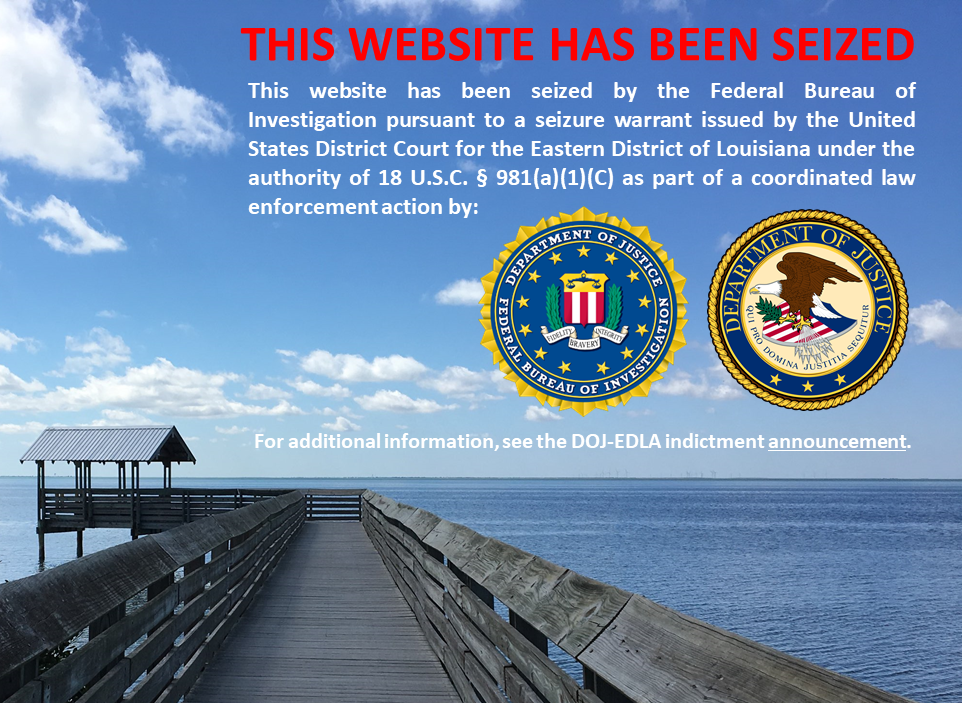 THIS WEBSITE HAS BEEN SEIZED
This website has been seized by the Federal Bureau of
Investigation pursuant to a seizure warrant issued by the United
States District Court for the Eastern District of Louisiana under the
authority of 18 U.S.C. § 981(a)(1)(C) as part of a coordinated law
enforcement action by:
DEPARTMENT OF JUSTICE
FIDELITY
BRAVERY
INTEGRITY
FEDERAL BUREAU OF INVESTIGATION
DEPARTMENT OF JUSTICE
QUI PRO DOMINA JUSTITIA SEQUITUR
For additional information, see the DOJ-EDLA indictment announcement.